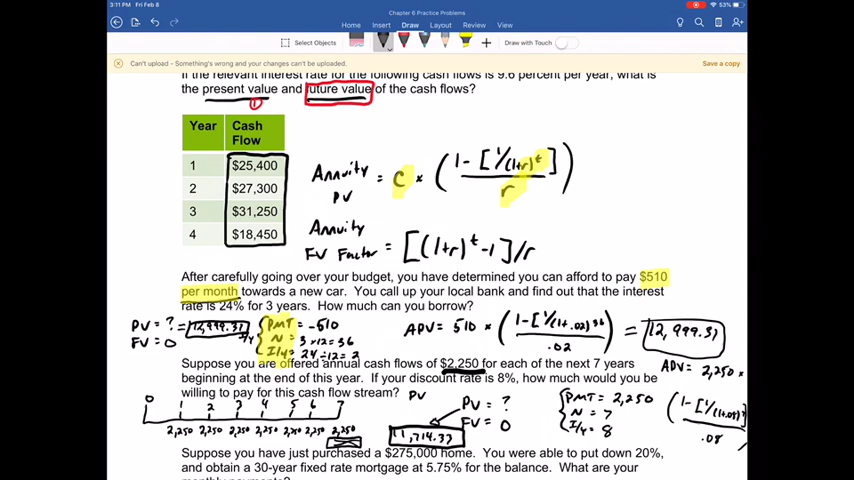 3:11 PM Fri Feb 8
Chapter 6 Practice Problems
53%
Home Insert Draw Layout Review View
Select Objects
Draw with Touch
Can't upload - Something's wrong and your changes can't be uploaded.
Save a copy
If the relevant interest rate for the following cash flows is 9.6 percent per year, what is
the present value and future value of the cash flows?
1
Year Cash Flow
1 $25,400
2 $27,300
3 $31,250
4 $18,450
Annuity PV = C * ( 1 - [1/(1+r)^t] / r )
Annuity FV Factor = [(1+r)^t - 1]/r
After carefully going over your budget, you have determined you can afford to pay $510
per month towards a new car. You call up your local bank and find out that the interest
rate is 24% for 3 years. How much can you borrow?
PV = ? = 12,999.37
FV = 0
PMT = -510
N = 3 * 12 = 36
I/Y = 24 ÷ 12 = 2
APV = 510 * ( 1 - [1/(1+.02)^36 / .02 ) = 12,999.37
Suppose you are offered annual cash flows of $2,250 for each of the next 7 years
beginning at the end of this year. If your discount rate is 8%, how much would you be
willing to pay for this cash flow stream? PV
APV = 2,250 *
(1 - [1/(1+.08)^7] / .08
0 1 2 3 4 5 6 7
2,250 2,250 2,250 2,250 2,250 2,250 2,250
PV = ?
FV = 0
11,714.33
PMT = 2,250
N = 7
I/Y = 8
Suppose you have just purchased a $275,000 home. You were able to put down 20%,
and obtain a 30-year fixed rate mortgage at 5.75% for the balance. What are your
monthly payments?